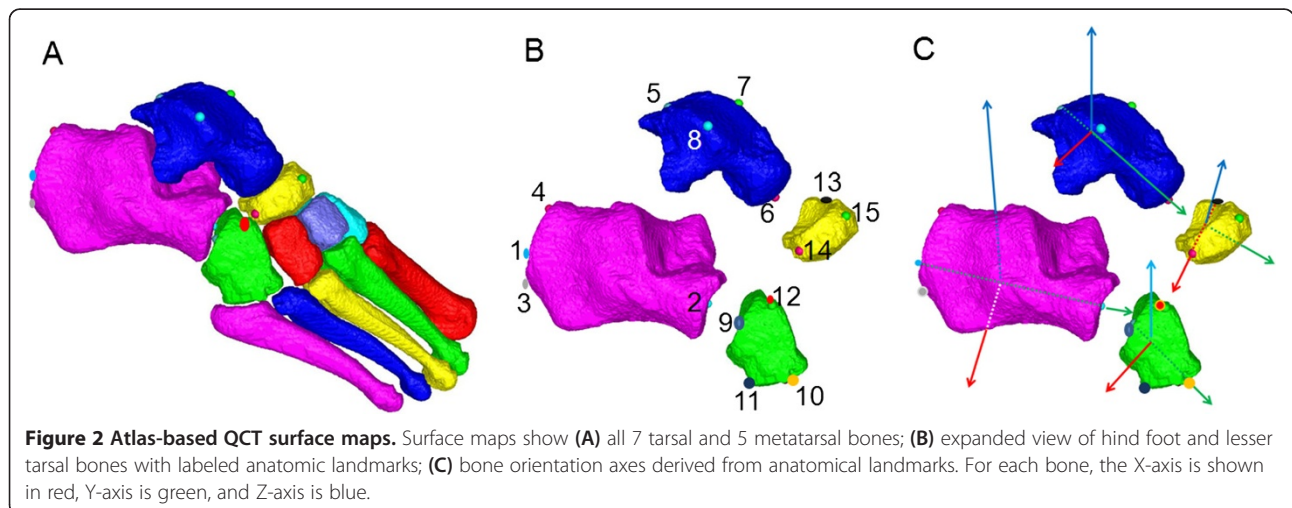 A
B
C
5
7
8
4
6
13
15
1
14
3
2
12
9
11
10
Figure 2 Atlas-based QCT surface maps. Surface maps show (A) all 7 tarsal and 5 metatarsal bones; (B) expanded view of hind foot and lesser
tarsal bones with labeled anatomic landmarks; (C) bone orientation axes derived from anatomical landmarks. For each bone, the X-axis is shown
in red, Y-axis is green, and Z-axis is blue.